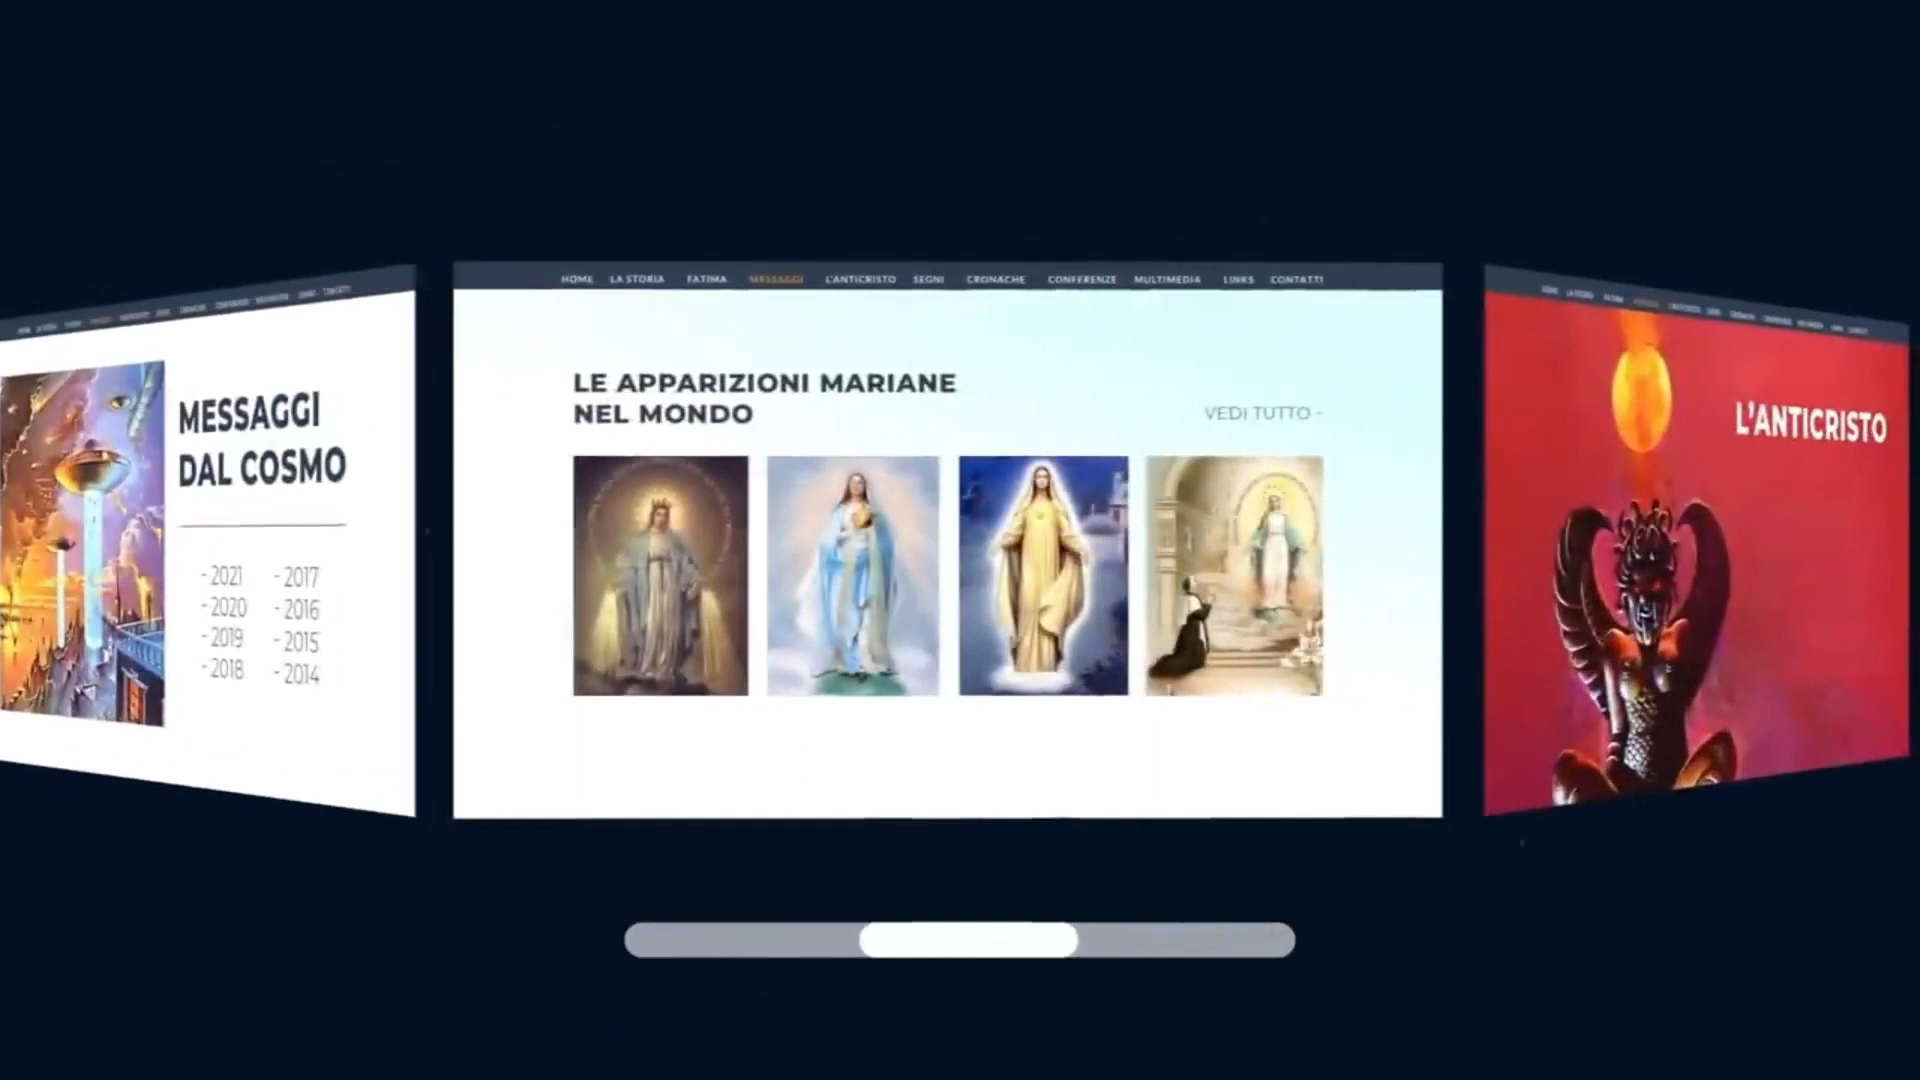 MESSAGGI
DAL COSMO
- 2021
- 2020
- 2019
- 2018
- 2017
- 2016
- 2015
- 2014
HOME LA STORIA FATIMA MESSAGGI L'ANTICRISTO SEGNI CRONACHE CONFERENZE MULTIMEDIA LINKS CONTATTI
LE APPARIZIONI MARIANE
NEL MONDO
VEDI TUTTO -
L'ANTICRISTO